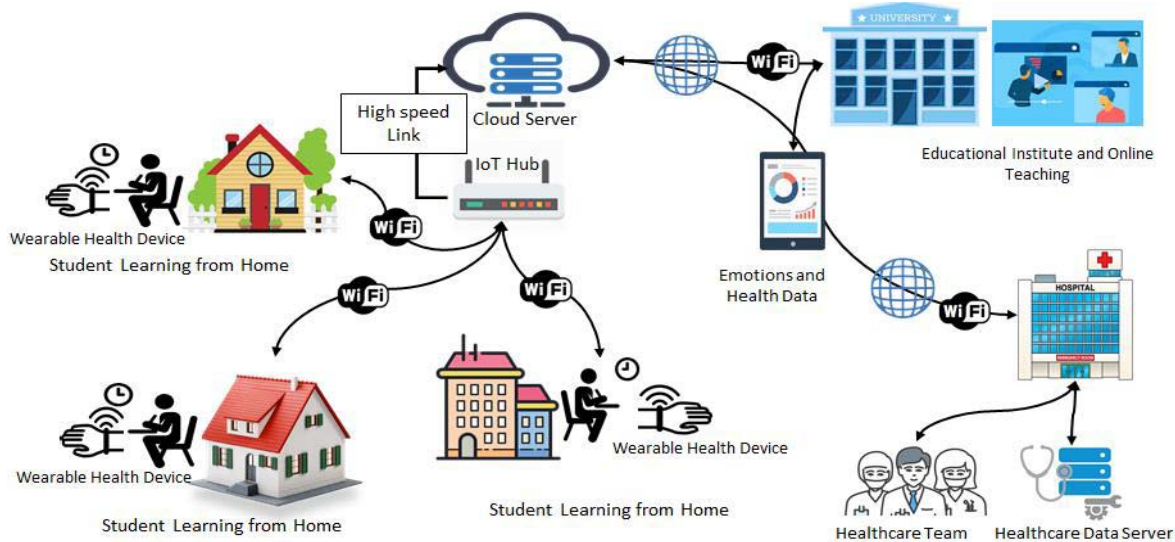 UNIVERSITY
WiFi
High speed
Link
Cloud Server
IoT Hub
Educational Institute and Online
Teaching
Wearable Health Device
Student Learning from Home
WiFi
WiFi
WiFi
Emotions and
Health Data
WiFi
HOSPITAL
EMERGENCY ROOM
Wearable Health Device
Student Learning from Home
Wearable Health Device
Student Learning from Home
Healthcare Team
Healthcare Data Server